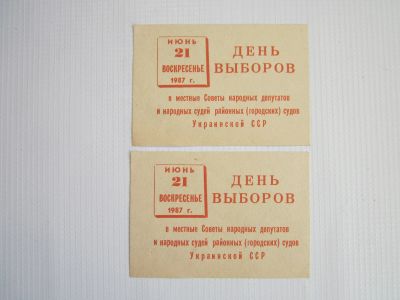 ИЮНЬ
21
ВОСКРЕСЕНЬЕ
1987 г.
ДЕНЬ
ВЫБОРОВ
в местные Советы народных депутатов
и народных судей районных (городских) судов
Украинской ССР
ИЮНЬ
21
ВОСКРЕСЕНЬЕ
1987 г.
ДЕНЬ
ВЫБОРОВ
в местные Советы народных депутатов
и народных судей районных (городских) судов
Украинской ССР